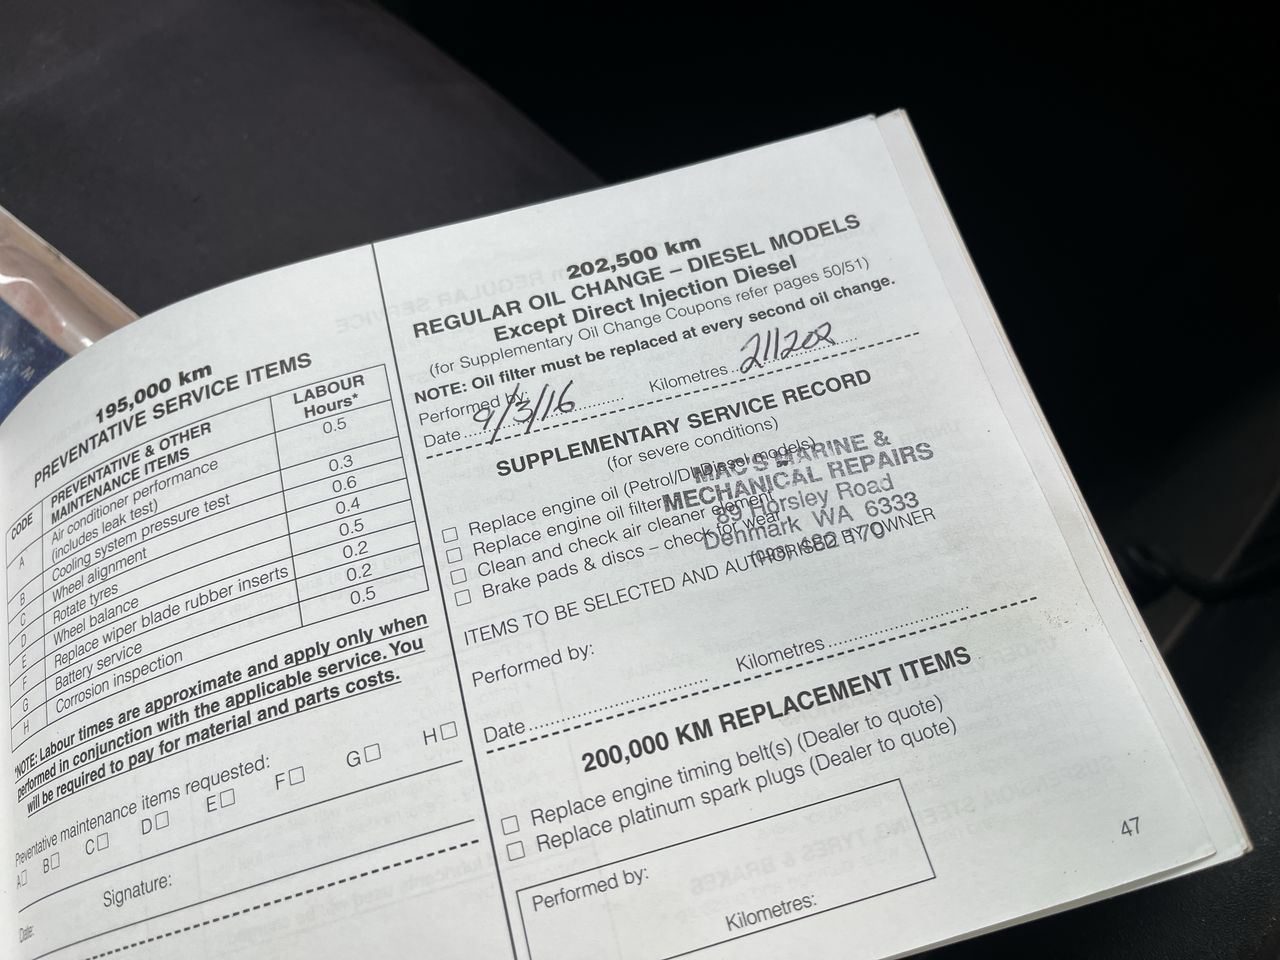 195,000 km
PREVENTATIVE SERVICE ITEMS
CODE
PREVENTATIVE & OTHER
MAINTENANCE ITEMS
LABOUR
Hours*
A
Air conditioner performance
(includes leak test)
0.5
B
Cooling system pressure test
0.3
C
Wheel alignment
0.6
D
Rotate tyres
0.4
E
Wheel balance
0.5
F
Replace wiper blade rubber inserts
0.2
G
Battery service
0.2
H
Corrosion inspection
0.5
*NOTE: Labour times are approximate and apply only when
performed in conjunction with the applicable service. You
will be required to pay for material and parts costs.
Preventative maintenance items requested:
A B C D E F G H
Signature:
Date:
202,500 km
REGULAR OIL CHANGE – DIESEL MODELS
Except Direct Injection Diesel
(for Supplementary Oil Change Coupons refer pages 50/51)
NOTE: Oil filter must be replaced at every second oil change.
Performed by:
Date 9/3/16 Kilometres 211202
SUPPLEMENTARY SERVICE RECORD
(for severe conditions)
Replace engine oil (Petrol/DI Diesel models)
Replace engine oil filter
Clean and check air cleaner element
Brake pads & discs – check for wear
MAC'S MARINE &
MECHANICAL REPAIRS
89 Horsley Road
Denmark WA 6333
ITEMS TO BE SELECTED AND AUTHORISED BY OWNER
Performed by:
Date Kilometres
200,000 KM REPLACEMENT ITEMS
Replace engine timing belt(s) (Dealer to quote)
Replace platinum spark plugs (Dealer to quote)
Performed by:
Kilometres:
47